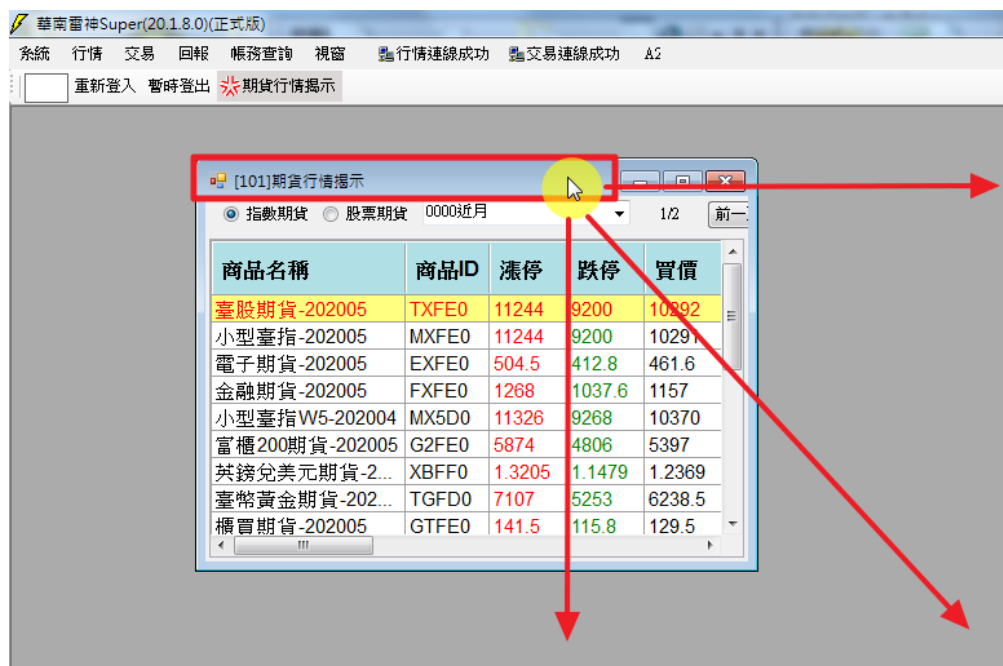 華南雷神Super(20.1.8.0)(正式版)
系統 行情 交易 回報 帳務查詢 視窗 行情連線成功 交易連線成功 A2
重新登入 暫時登出 期貨行情揭示
[101]期貨行情揭示
指數期貨 股票期貨 0000近月 1/2 前一
商品名稱 商品ID 漲停 跌停 買價
臺股期貨-202005 TXFE0 11244 9200 10292
小型臺指-202005 MXFE0 11244 9200 10291
電子期貨-202005 EXFE0 504.5 412.8 461.6
金融期貨-202005 FXFE0 1268 1037.6 1157
小型臺指W5-202004 MX5D0 11326 9268 10370
富櫃200期貨-202005 G2FE0 5874 4806 5397
英鎊兌美元期貨-2... XBFF0 1.3205 1.1479 1.2369
臺幣黃金期貨-202... TGFD0 7107 5253 6238.5
櫃買期貨-202005 GTFE0 141.5 115.8 129.5